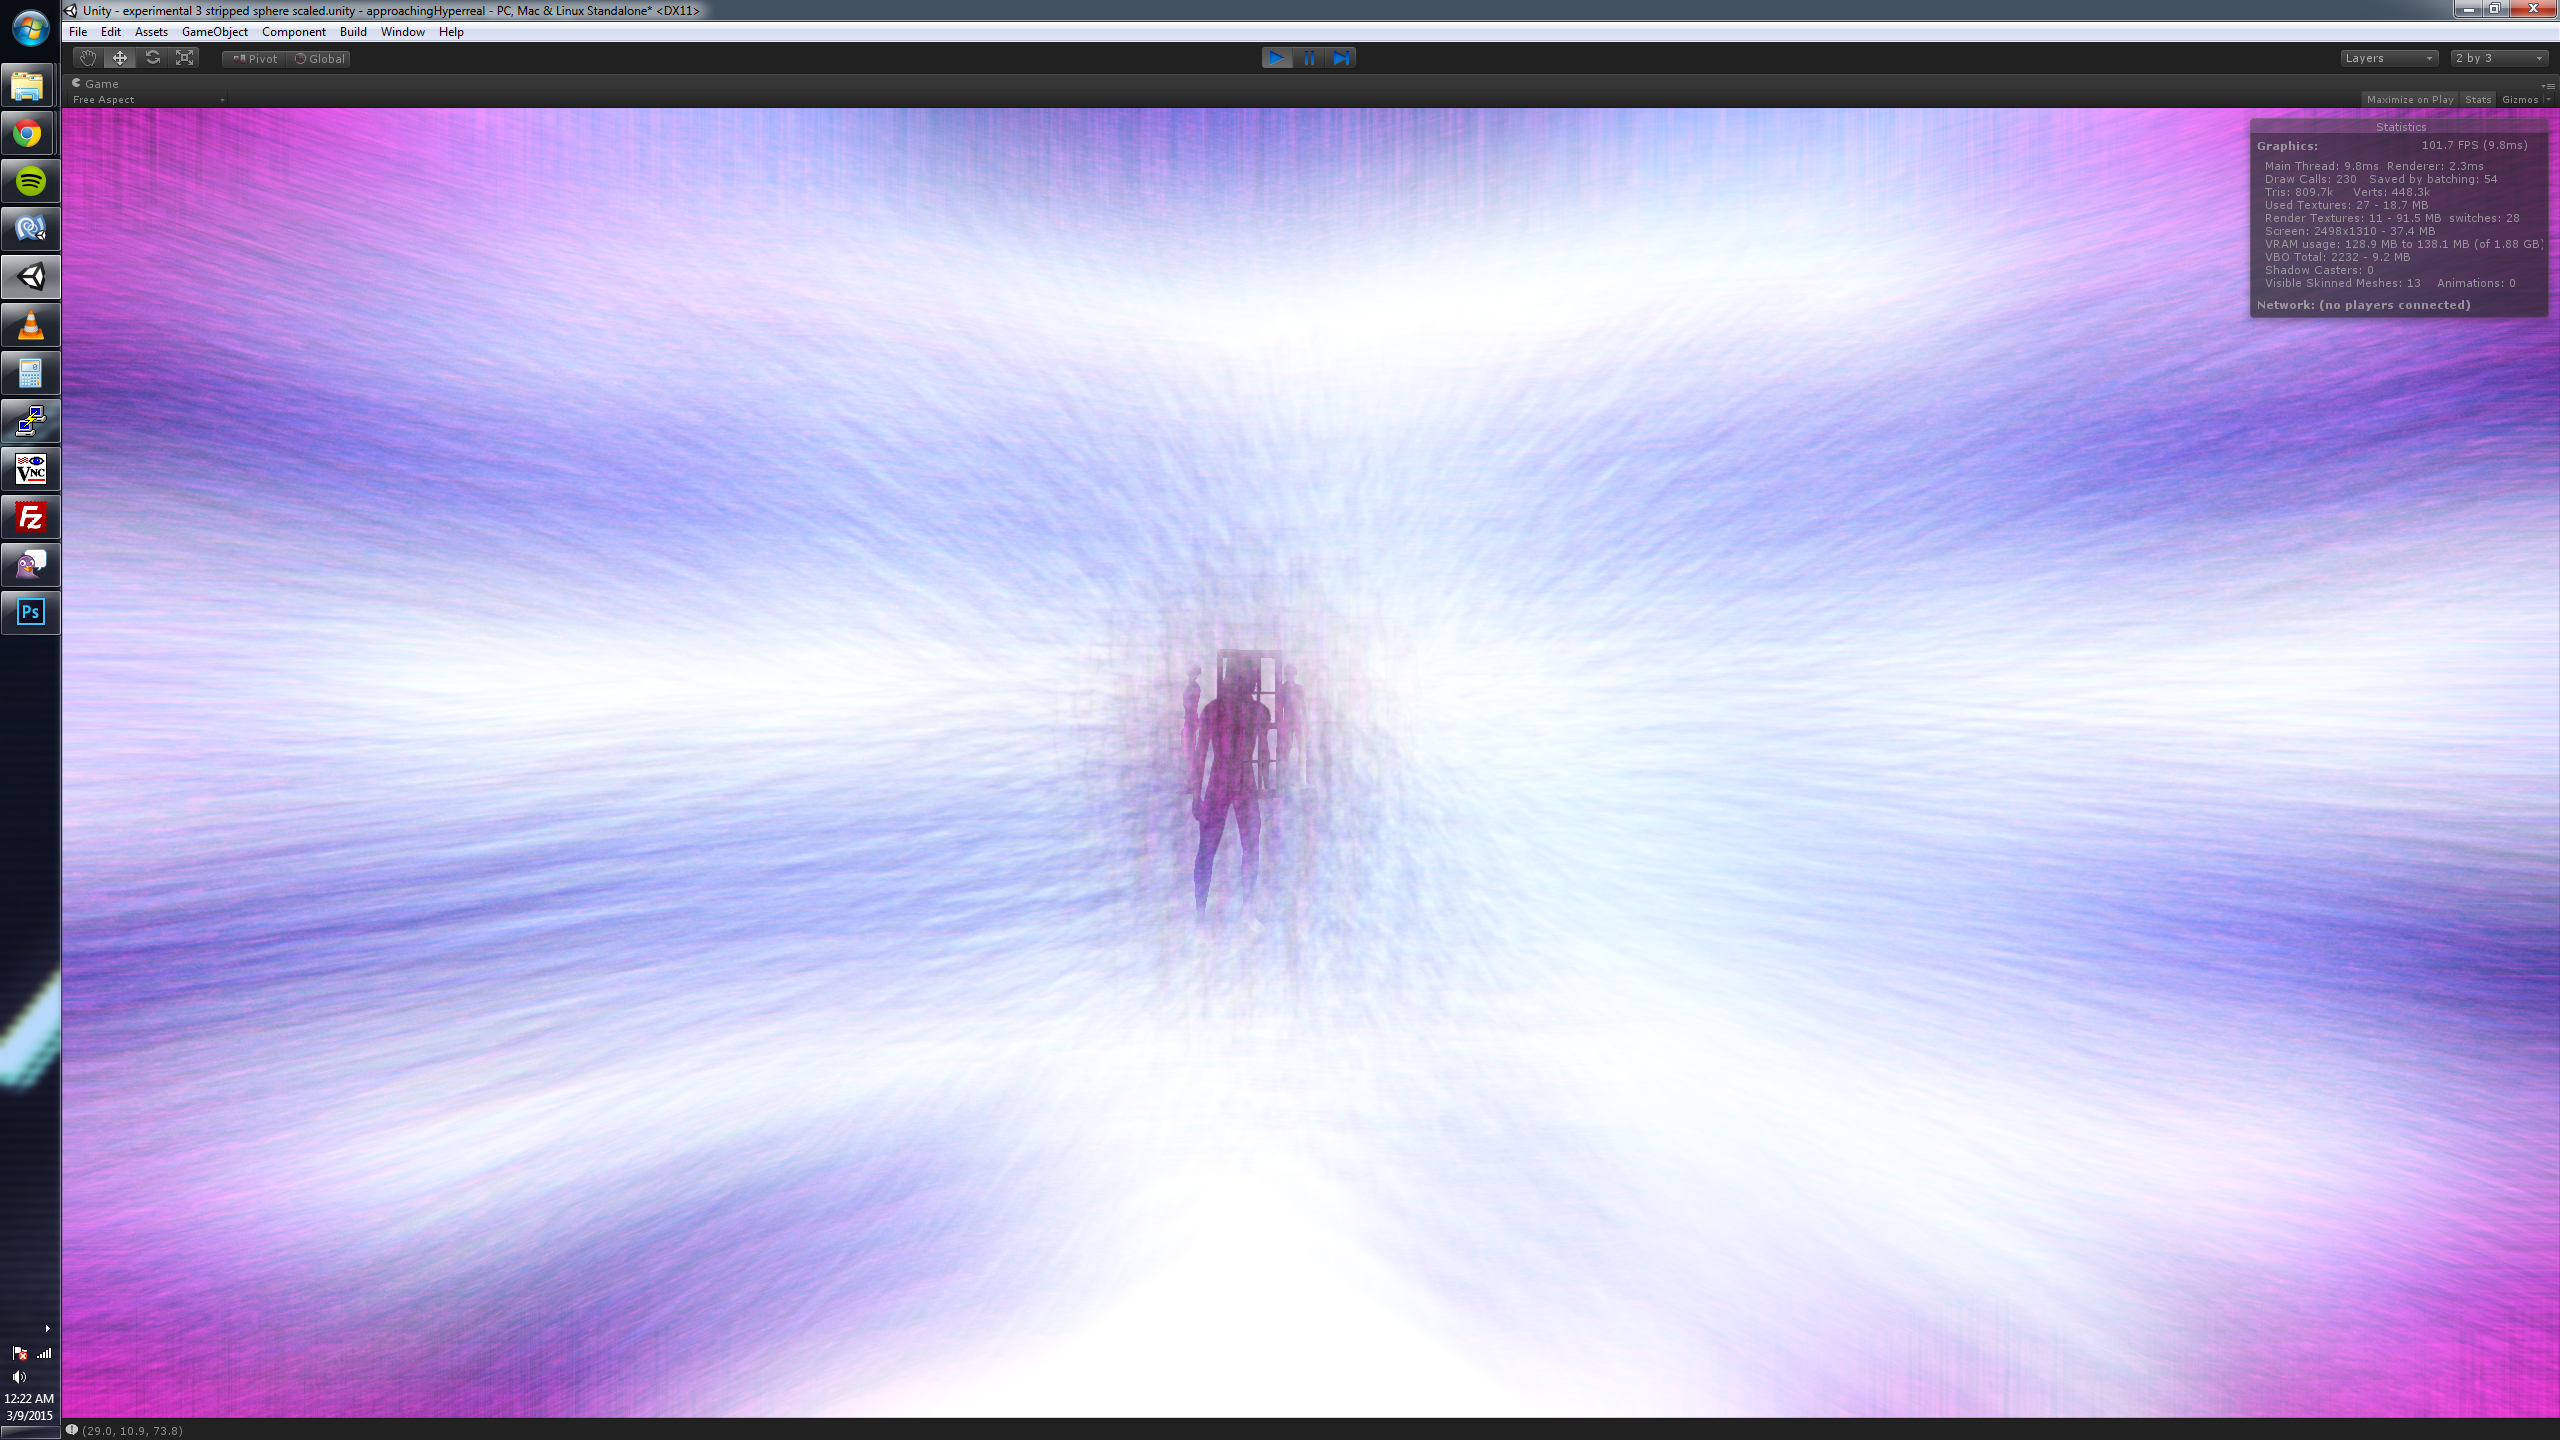 Unity - experimental 3 stripped sphere scaled.unity - approachingHyperreal - PC, Mac & Linux Standalone* <DX11>
File Edit Assets GameObject Component Build Window Help
Pivot Global Layers 2 by 3
Game
Free Aspect Maximize on Play Stats Gizmos
Statistics
Graphics: 101.7 FPS (9.8ms)
Main Thread: 9.8ms Renderer: 2.3ms
Draw Calls: 230 Saved by batching: 54
Tris: 809.7k Verts: 448.3k
Used Textures: 27 - 18.7 MB
Render Textures: 11 - 91.5 MB switches: 28
Screen: 2498x1310 - 37.4 MB
VRAM usage: 128.9 MB to 138.1 MB (of 1.88 GB)
VBO Total: 2232 - 9.2 MB
Shadow Casters: 0
Visible Skinned Meshes: 13 Animations: 0
Network: (no players connected)
VNC
Fz
Ps
12:22 AM
3/9/2015
(29.0, 10.9, 73.8)